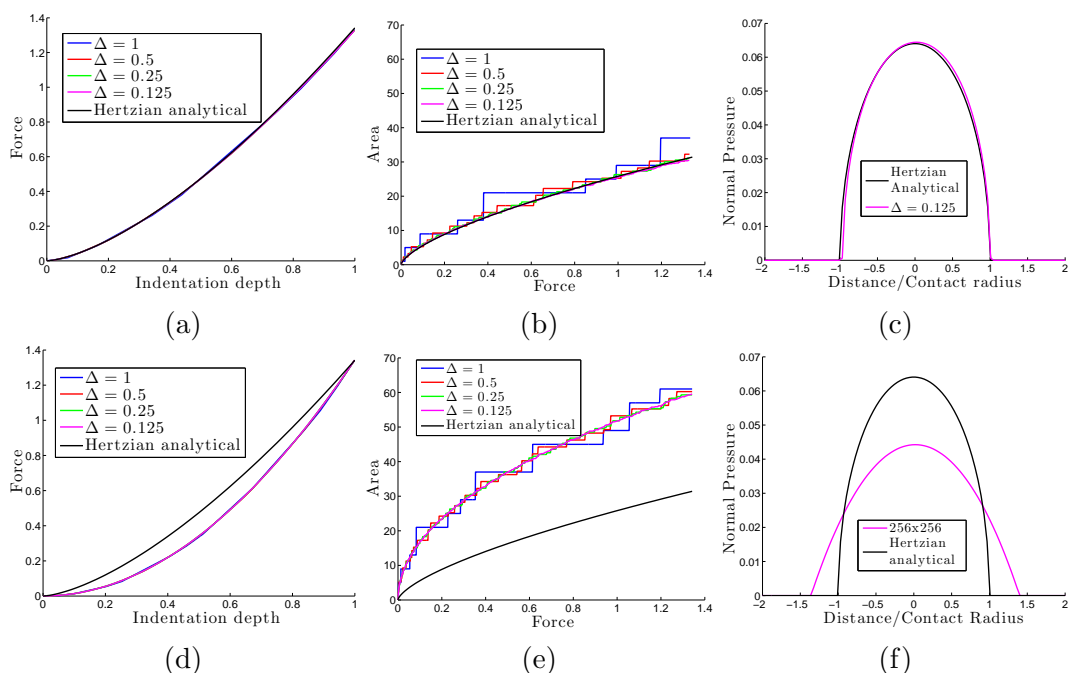 Force
1.4
1.2
1
0.8
0.6
0.4
0.2
0
Δ = 1
Δ = 0.5
Δ = 0.25
Δ = 0.125
Hertzian analytical
0 0.2 0.4 0.6 0.8 1
Indentation depth
(a)
Area
70
60
50
40
30
20
10
0
Δ = 1
Δ = 0.5
Δ = 0.25
Δ = 0.125
Hertzian analytical
0 0.2 0.4 0.6 0.8 1 1.2 1.4
Force
(b)
Normal Pressure
0.07
0.06
0.05
0.04
0.03
0.02
0.01
0
Hertzian
Analytical
Δ = 0.125
−2 −1.5 −1 −0.5 0 0.5 1 1.5 2
Distance/Contact radius
(c)
Force
1.4
1.2
1
0.8
0.6
0.4
0.2
0
Δ = 1
Δ = 0.5
Δ = 0.25
Δ = 0.125
Hertzian analytical
0 0.2 0.4 0.6 0.8 1
Indentation depth
(d)
Area
70
60
50
40
30
20
10
0
Δ = 1
Δ = 0.5
Δ = 0.25
Δ = 0.125
Hertzian analytical
0 0.2 0.4 0.6 0.8 1 1.2 1.4
Force
(e)
Normal Pressure
0.07
0.06
0.05
0.04
0.03
0.02
0.01
0
256x256
Hertzian
analytical
−2 −1.5 −1 −0.5 0 0.5 1 1.5 2
Distance/Contact Radius
(f)